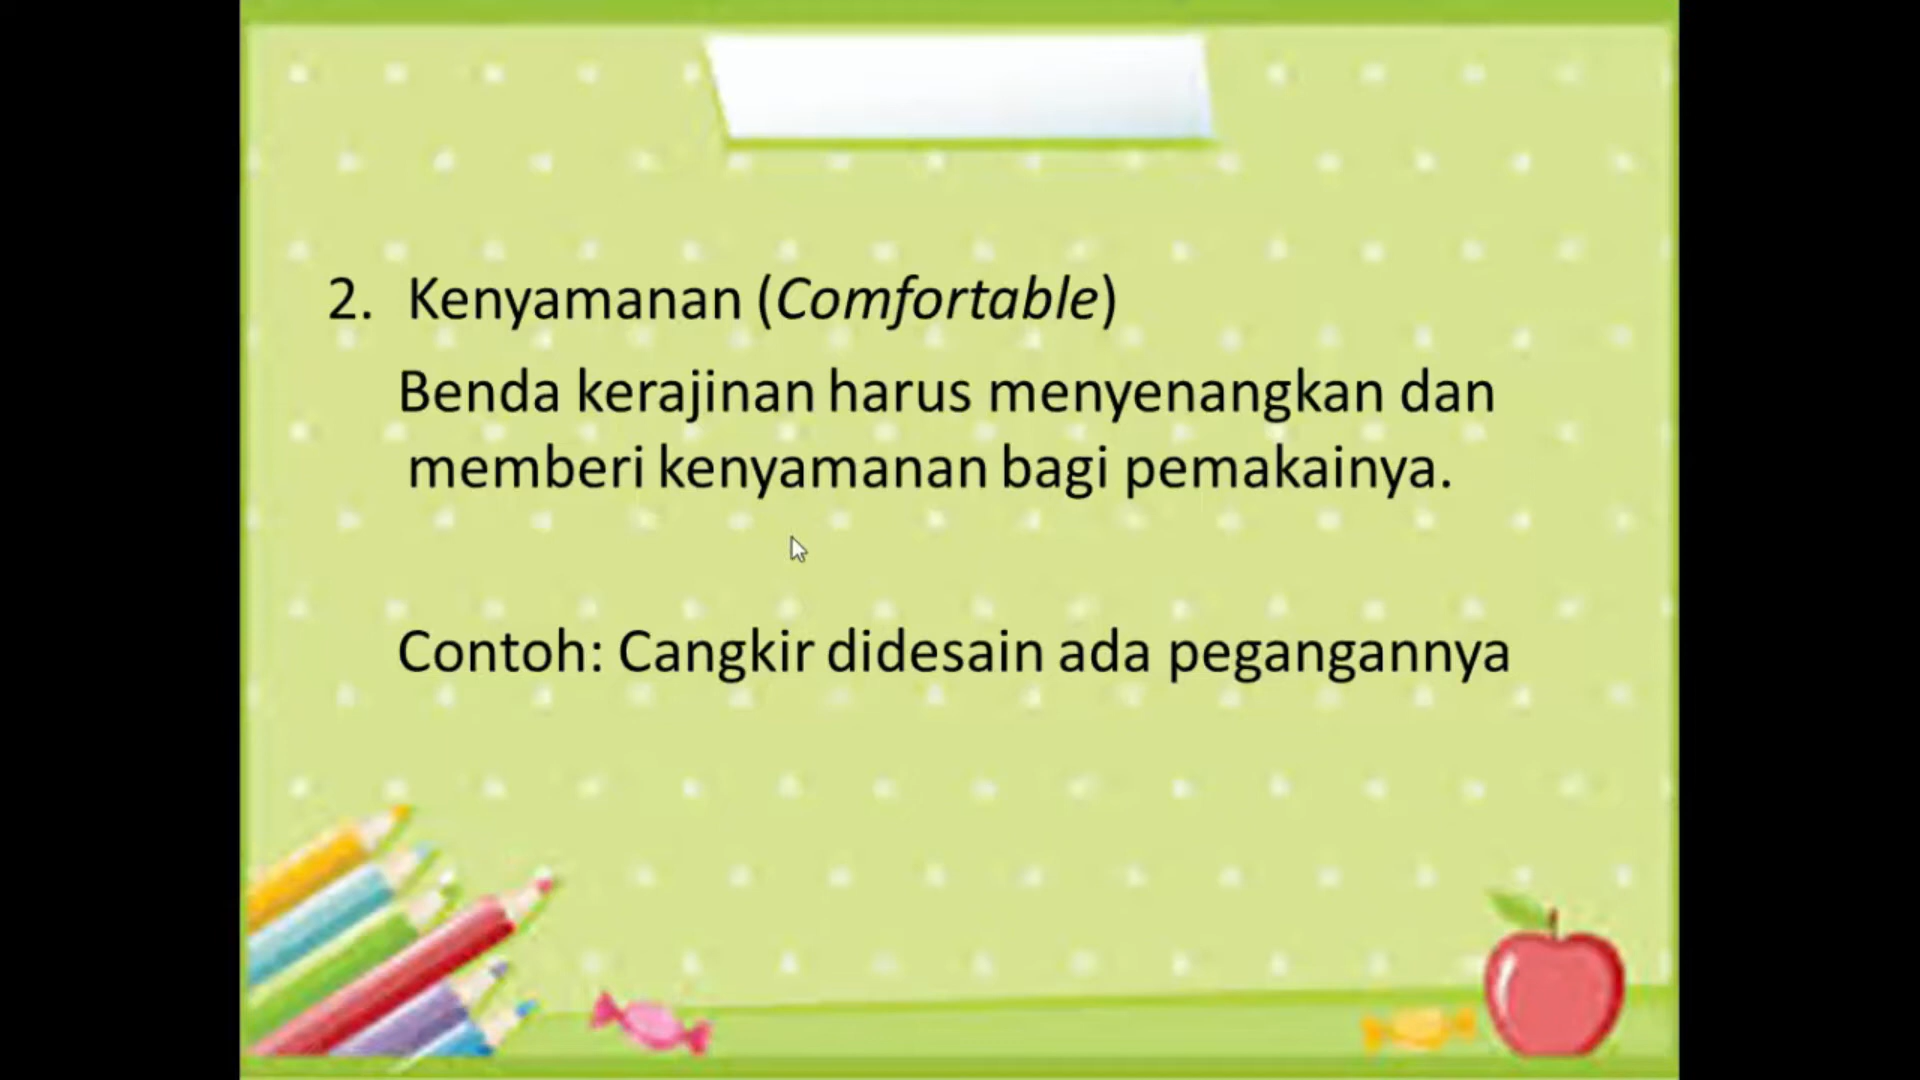 2. Kenyamanan (Comfortable)
Benda kerajinan harus menyenangkan dan
memberi kenyamanan bagi pemakainya.
Contoh: Cangkir didesain ada pegangannya